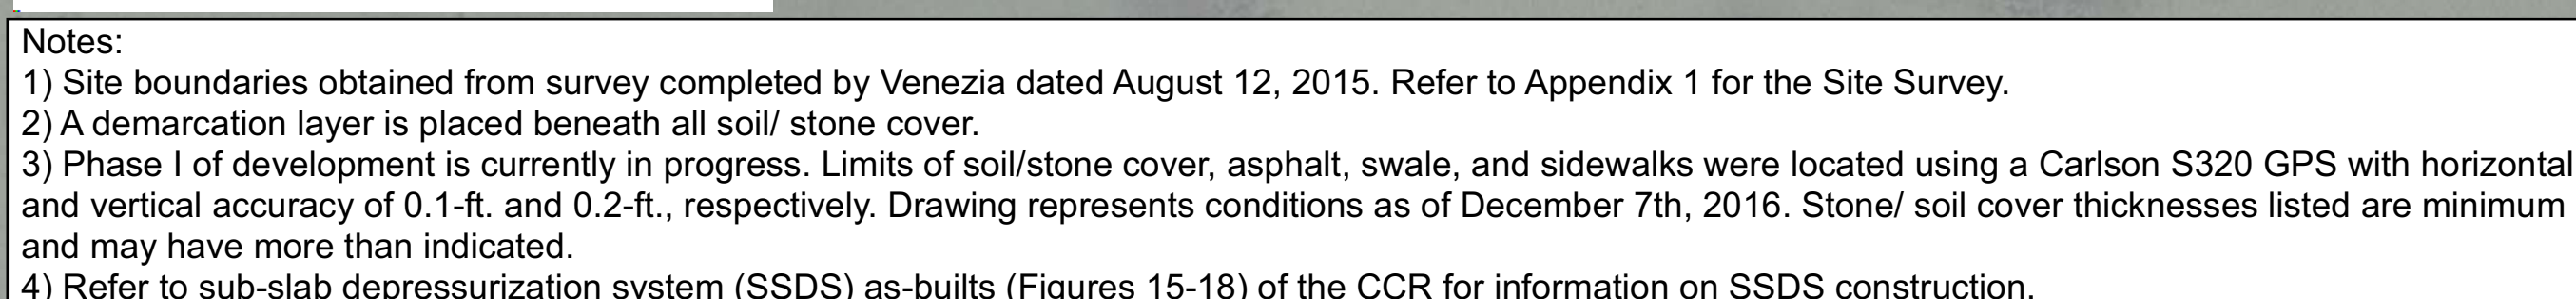 Notes:
1) Site boundaries obtained from survey completed by Venezia dated August 12, 2015. Refer to Appendix 1 for the Site Survey.
2) A demarcation layer is placed beneath all soil/ stone cover.
3) Phase I of development is currently in progress. Limits of soil/stone cover, asphalt, swale, and sidewalks were located using a Carlson S320 GPS with horizontal
and vertical accuracy of 0.1-ft. and 0.2-ft., respectively. Drawing represents conditions as of December 7th, 2016. Stone/ soil cover thicknesses listed are minimum
and may have more than indicated.
4) Refer to sub-slab depressurization system (SSDS) as-builts (Figures 15-18) of the CCR for information on SSDS construction.